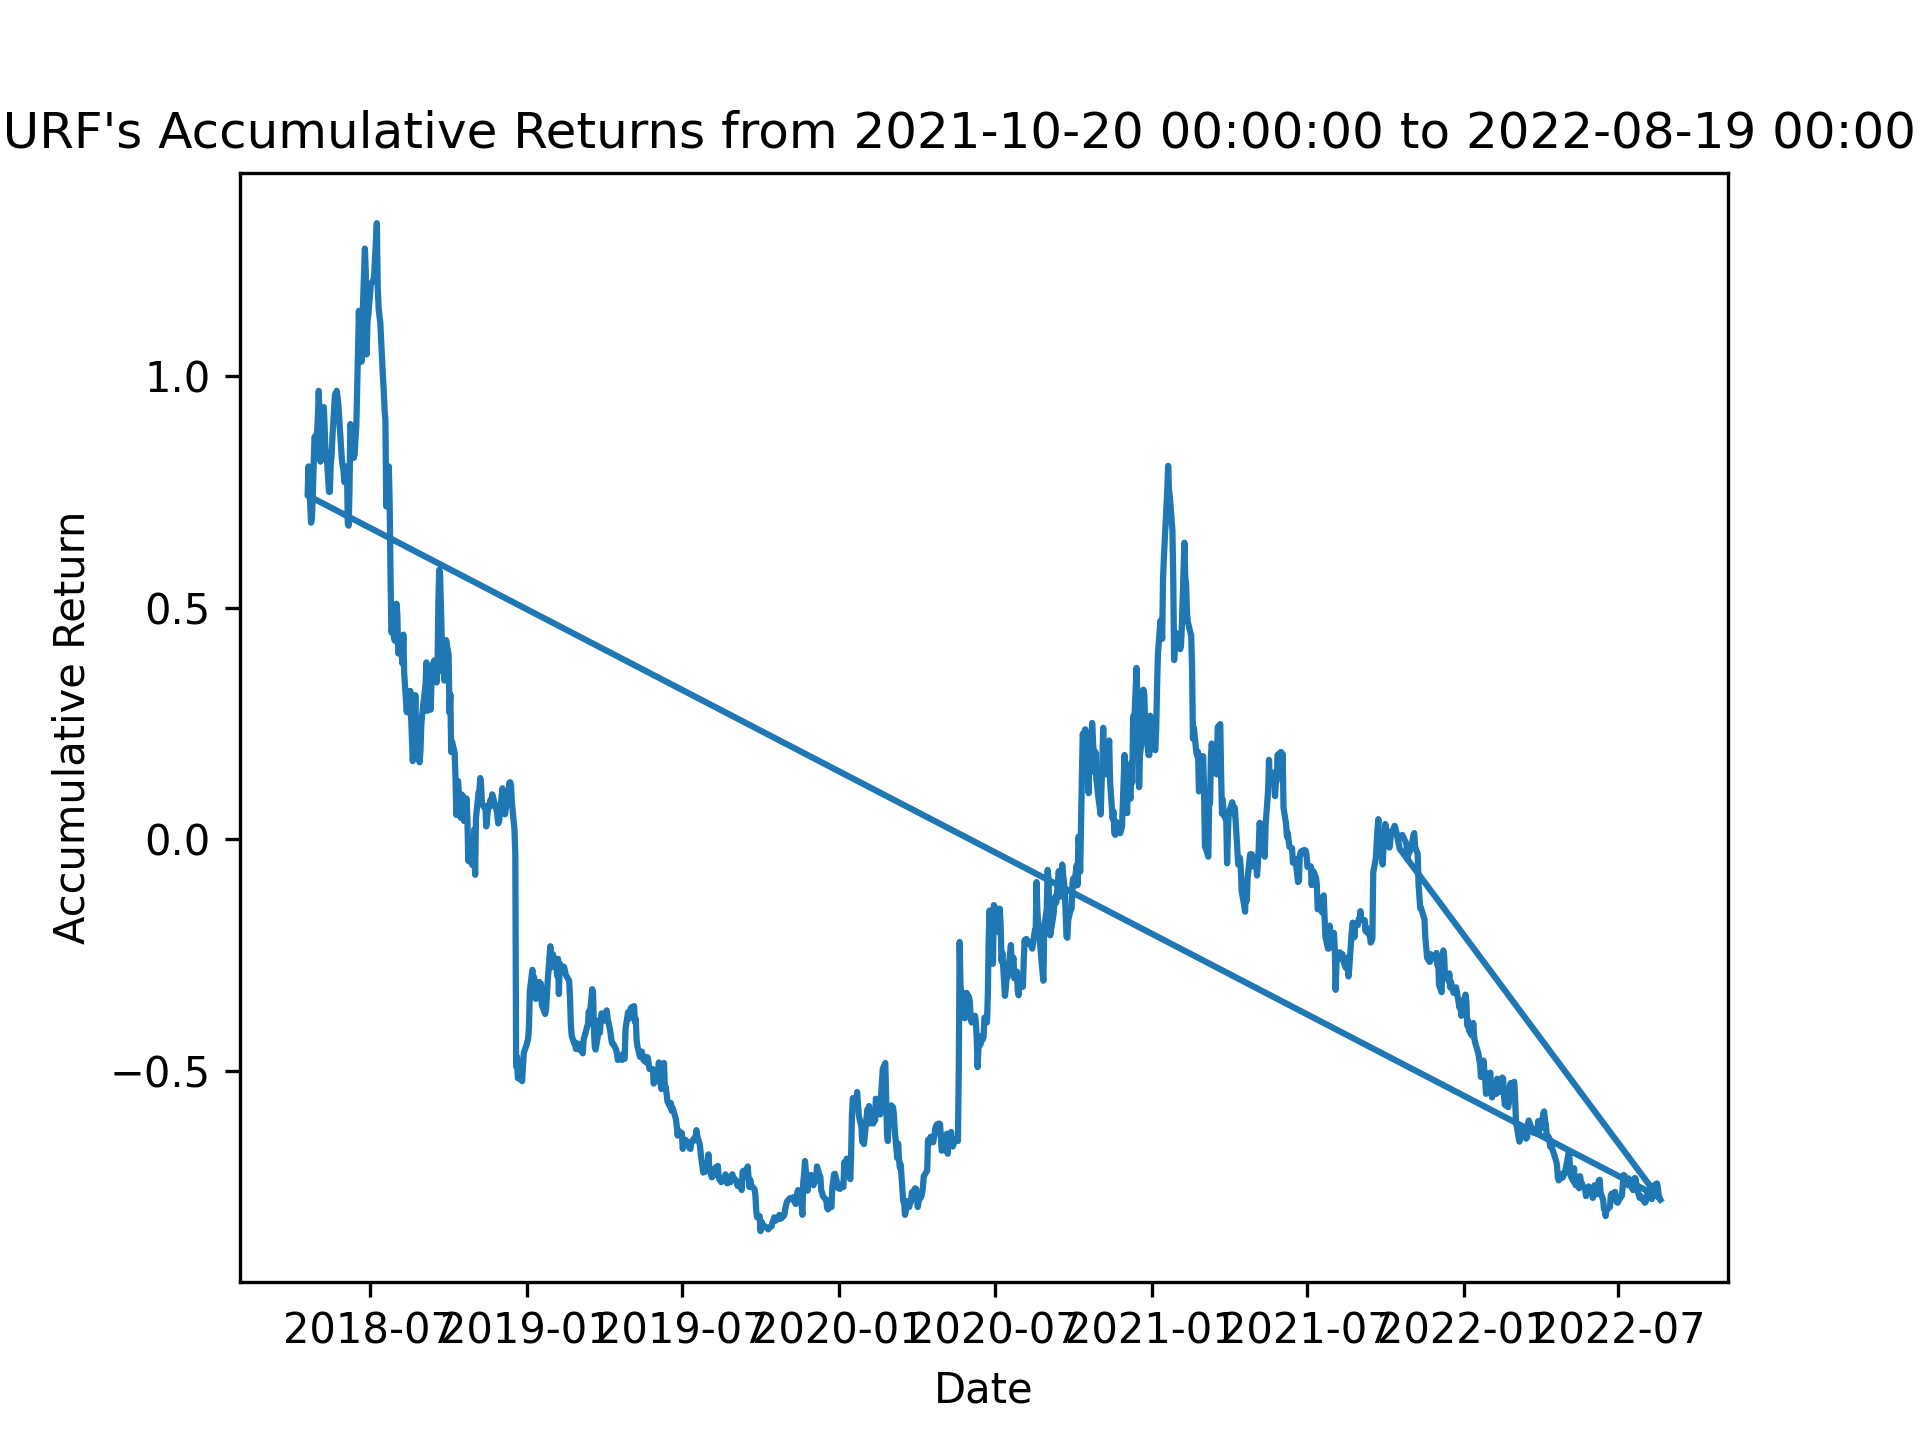 URF's Accumulative Returns from 2021-10-20 00:00:00 to 2022-08-19 00:00
Accumulative Return
1.0
0.5
0.0
−0.5
2018-07 2019-01 2019-07 2020-01 2020-07 2021-01 2021-07 2022-01 2022-07
Date